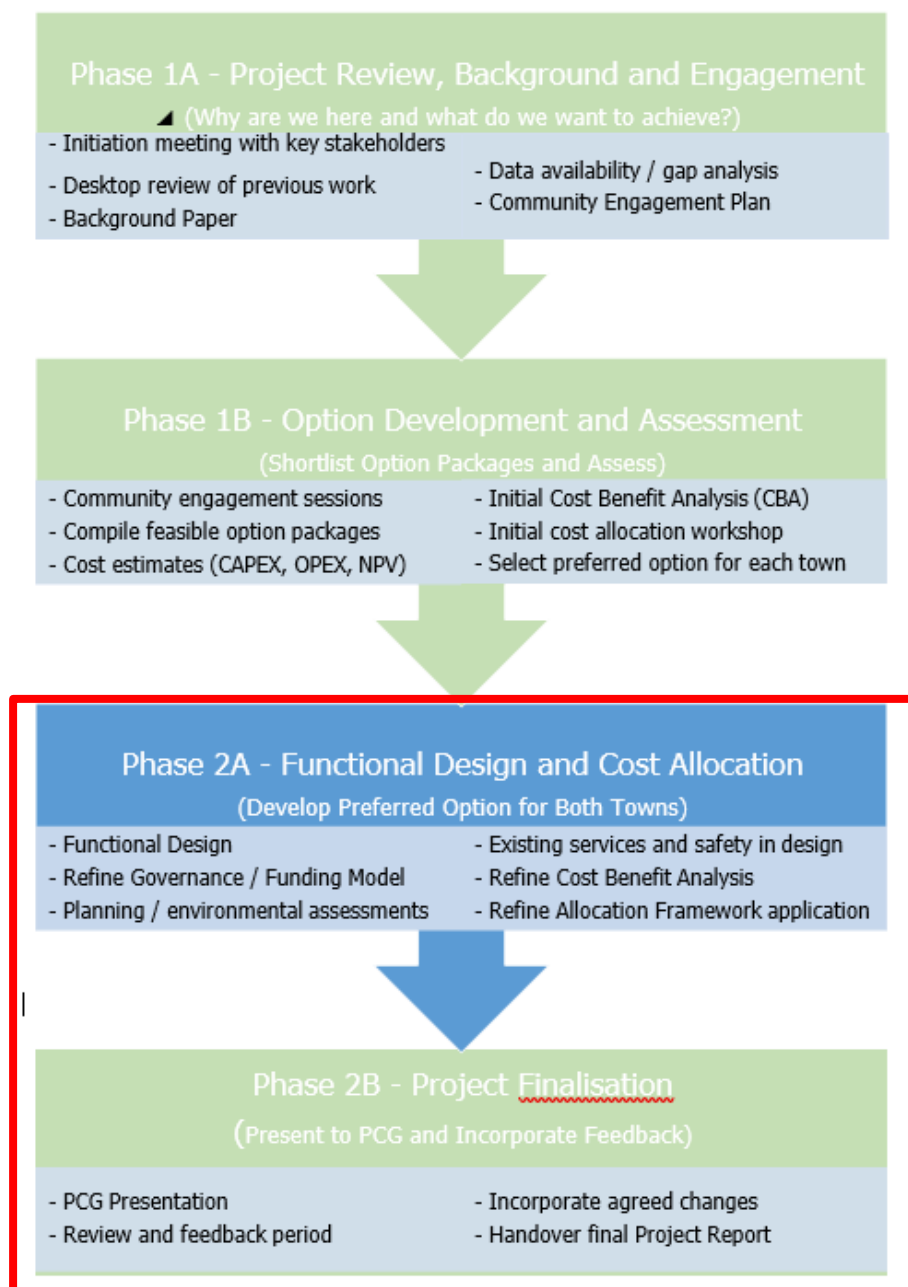 Phase 1A - Project Review, Background and Engagement
(Why are we here and what do we want to achieve?)
- Initiation meeting with key stakeholders
- Desktop review of previous work
- Background Paper
- Data availability / gap analysis
- Community Engagement Plan
Phase 1B - Option Development and Assessment
(Shortlist Option Packages and Assess)
- Community engagement sessions
- Compile feasible option packages
- Cost estimates (CAPEX, OPEX, NPV)
- Initial Cost Benefit Analysis (CBA)
- Initial cost allocation workshop
- Select preferred option for each town
Phase 2A - Functional Design and Cost Allocation
(Develop Preferred Option for Both Towns)
- Functional Design
- Refine Governance / Funding Model
- Planning / environmental assessments
- Existing services and safety in design
- Refine Cost Benefit Analysis
- Refine Allocation Framework application
Phase 2B - Project Finalisation
(Present to PCG and Incorporate Feedback)
- PCG Presentation
- Review and feedback period
- Incorporate agreed changes
- Handover final Project Report